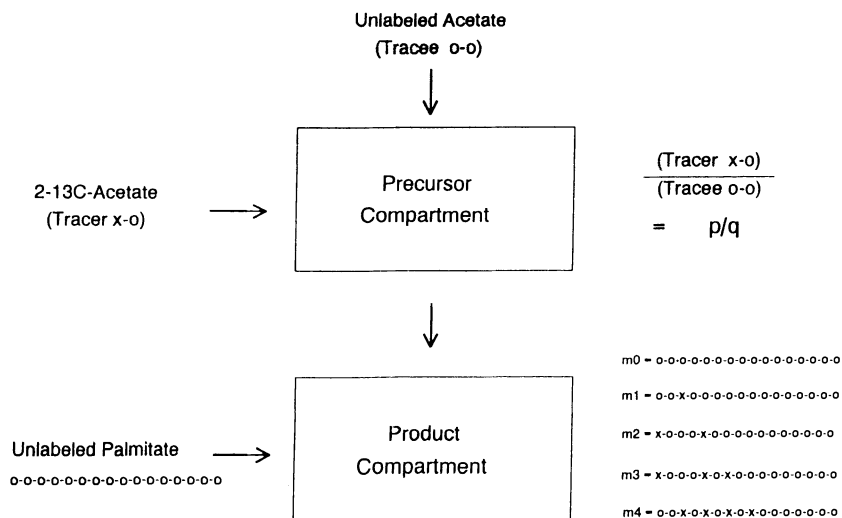 Unlabeled Acetate
(Tracee o-o)
2-13C-Acetate
(Tracer x-o)
Precursor
Compartment
(Tracer x-o)
(Tracee o-o)
= p/q
Unlabeled Palmitate
o-o-o-o-o-o-o-o-o-o-o-o-o-o-o-o
Product
Compartment
m0 = o-o-o-o-o-o-o-o-o-o-o-o-o-o-o-o
m1 = o-o-x-o-o-o-o-o-o-o-o-o-o-o-o-o
m2 = x-o-o-o-x-o-o-o-o-o-o-o-o-o-o-o
m3 = x-o-o-o-x-o-x-o-o-o-o-o-o-o-o-o
m4 = o-o-x-o-x-o-x-o-x-o-o-o-o-o-o-o